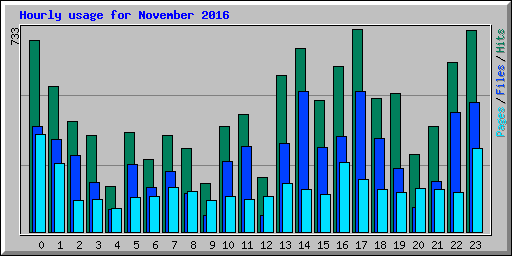 Hourly usage for November 2016
733
Pages/Files/Hits
0 1 2 3 4 5 6 7 8 9 10 11 12 13 14 15 16 17 18 19 20 21 22 23